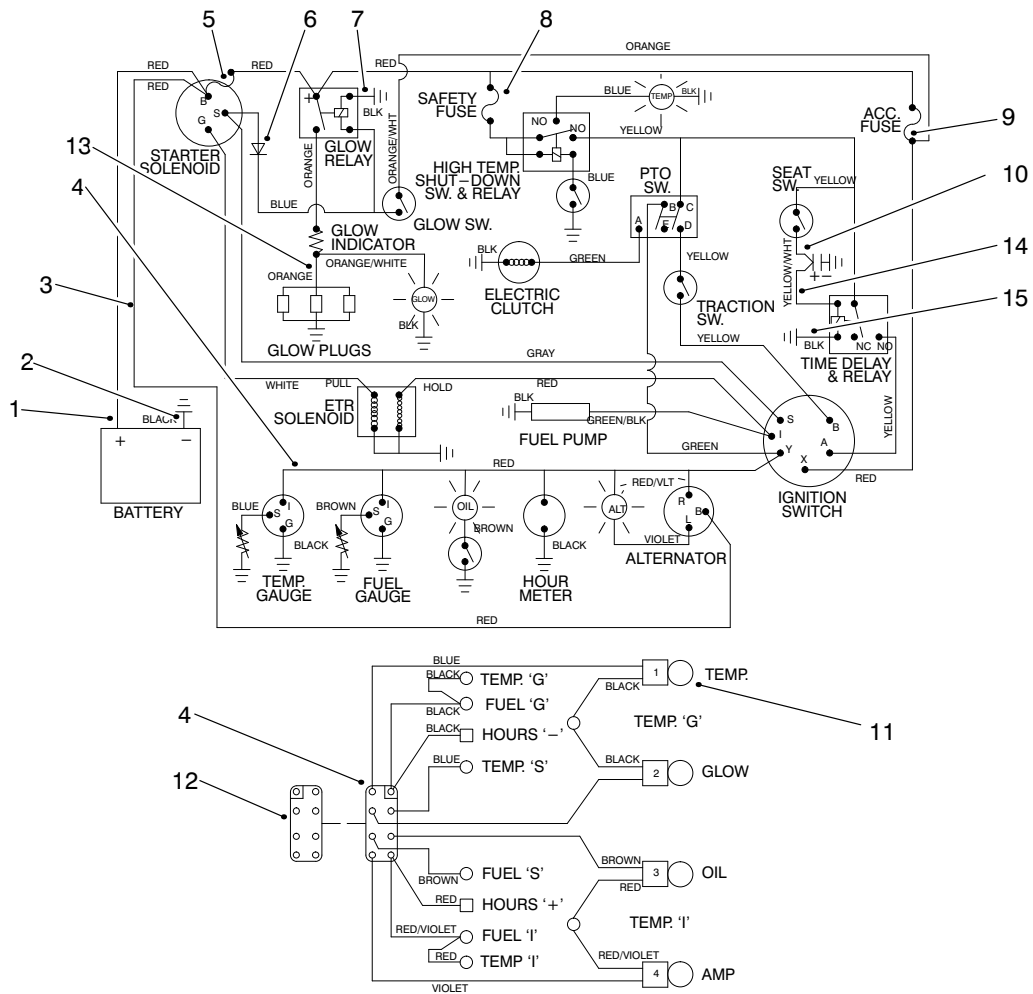 5
6
7
8
ORANGE
RED
RED
RED
RED
B
S
G
STARTER
SOLENOID
+
BLK
GLOW
RELAY
ORANGE
ORANGE/WHT
SAFETY
FUSE
BLUE
TEMP
BLK
NO
NO
YELLOW
HIGH TEMP.
SHUT–DOWN
SW. & RELAY
BLUE
ACC.
FUSE
9
13
4
BLUE
GLOW SW.
PTO
SW.
A
B
C
E
D
SEAT
SW.
YELLOW
10
GLOW
INDICATOR
ORANGE/WHITE
ORANGE
GLOW
BLK
GLOW PLUGS
BLK
GREEN
ELECTRIC
CLUTCH
YELLOW
TRACTION
SW.
YELLOW
YELLOW/WHT
+ −
14
15
BLK
NC
NO
TIME DELAY
& RELAY
3
2
1
GRAY
WHITE
PULL
HOLD
RED
ETR
SOLENOID
BLK
GREEN/BLK
FUEL PUMP
GREEN
YELLOW
S
I
Y
X
B
A
RED
IGNITION
SWITCH
BLACK
+
−
BATTERY
RED
BLUE
S
I
G
BLACK
TEMP.
GAUGE
BROWN
S
I
G
FUEL
GAUGE
OIL
BROWN
BLACK
HOUR
METER
ALT
RED/VLT
VIOLET
R
B
L
ALTERNATOR
RED
BLUE
BLACK
TEMP. ‘G’
FUEL ‘G’
BLACK
BLACK
HOURS ‘−’
BLUE
TEMP. ‘S’
1
TEMP.
BLACK
TEMP. ‘G’
11
BLACK
2
GLOW
4
12
BROWN
FUEL ‘S’
RED
HOURS ‘+’
RED/VIOLET
FUEL ‘I’
RED
TEMP ‘I’
VIOLET
BROWN
3
OIL
RED
TEMP. ‘I’
RED/VIOLET
4
AMP